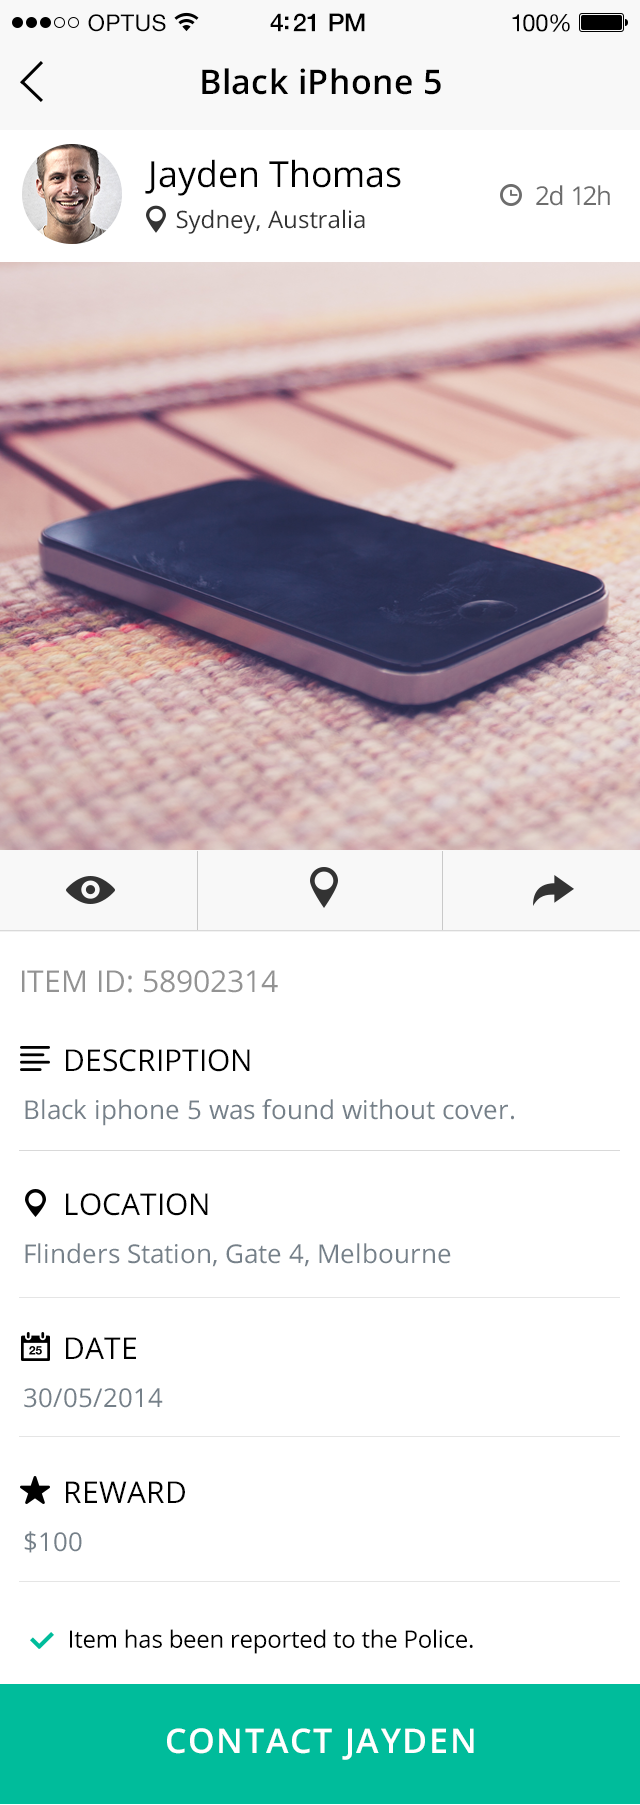 OPTUS 4:21 PM 100%
Black iPhone 5
Jayden Thomas
Sydney, Australia
2d 12h
ITEM ID: 58902314
DESCRIPTION
Black iphone 5 was found without cover.
LOCATION
Flinders Station, Gate 4, Melbourne
25 DATE
30/05/2014
REWARD
$100
Item has been reported to the Police.
CONTACT JAYDEN